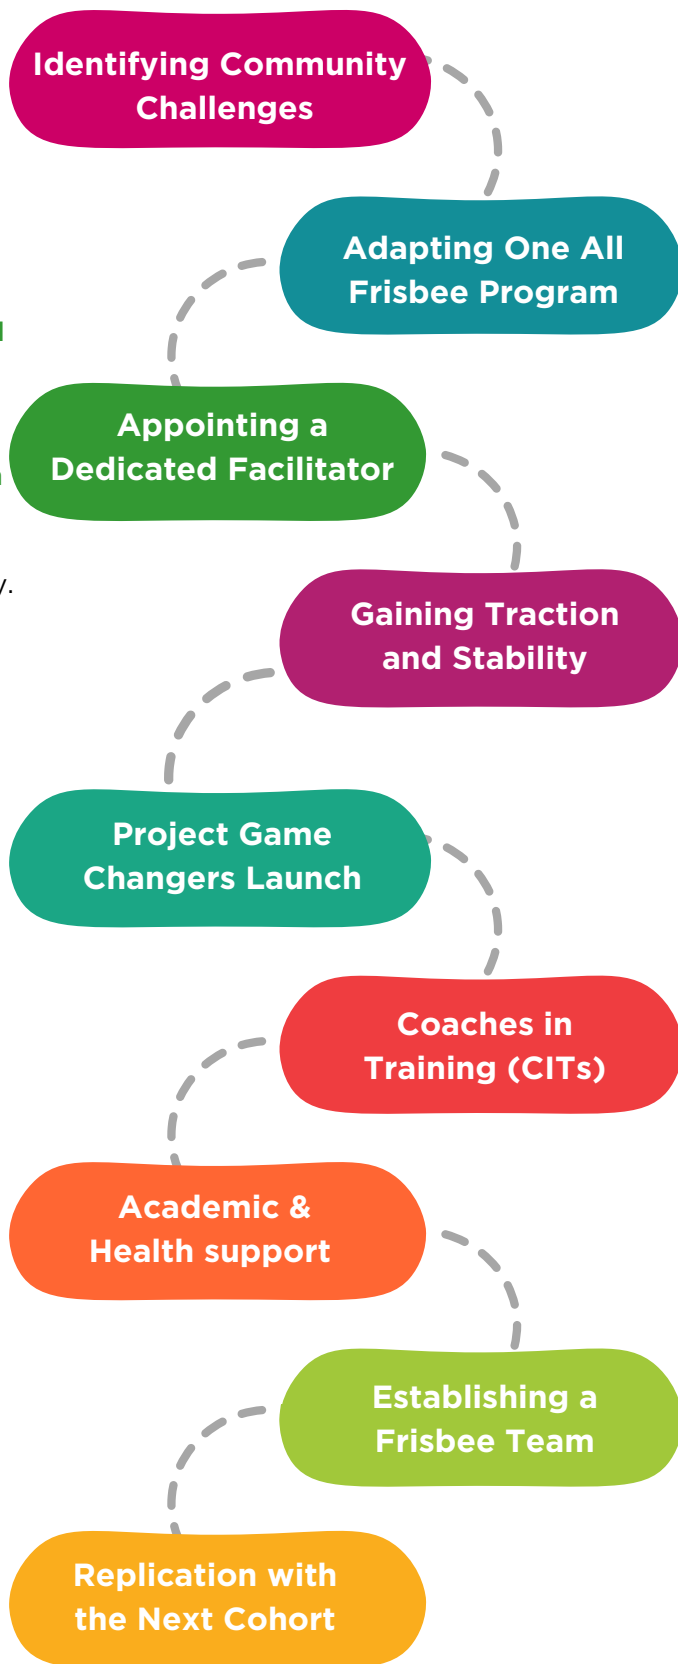 Identifying Community
Challenges
Adapting One All
Frisbee Program
Appointing a
Dedicated Facilitator
y.
Gaining Traction
and Stability
Project Game
Changers Launch
Coaches in
Training (CITs)
Academic &
Health support
Establishing a
Frisbee Team
Replication with
the Next Cohort